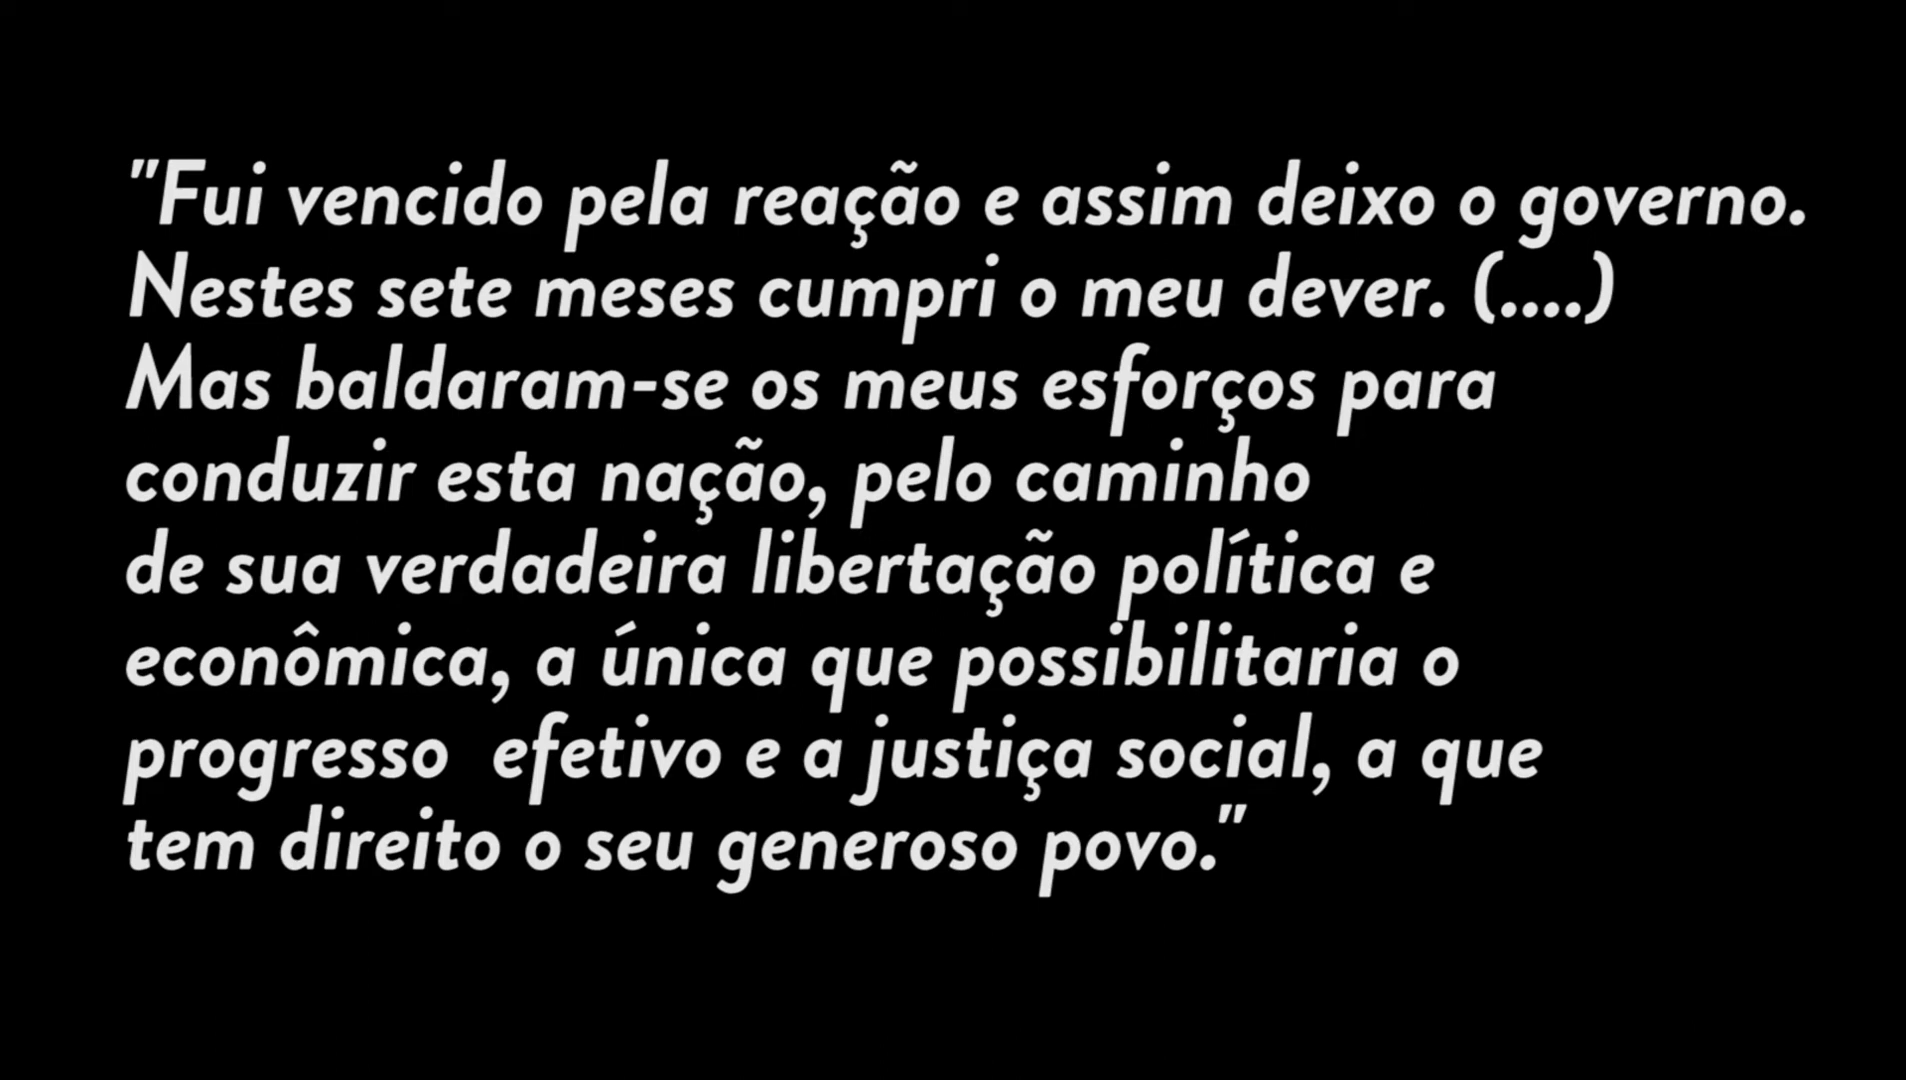 "Fui vencido pela reação e assim deixo o governo.
Nestes sete meses cumpri o meu dever. (....)
Mas baldaram-se os meus esforços para
conduzir esta nação, pelo caminho
de sua verdadeira libertação política e
econômica, a única que possibilitaria o
progresso  efetivo e a justiça social, a que
tem direito o seu generoso povo."